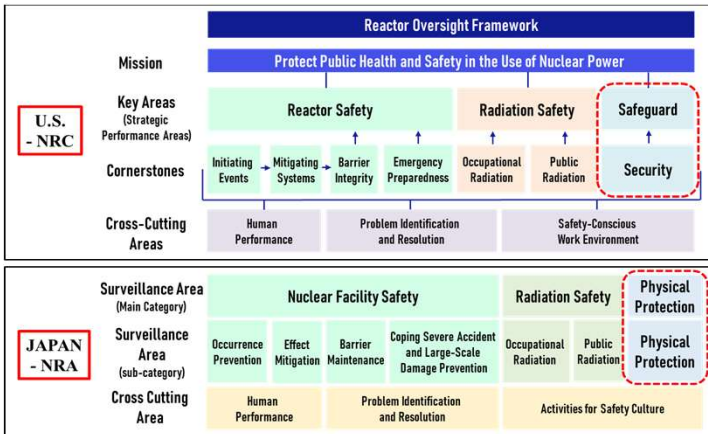 Reactor Oversight Framework
Mission
Protect Public Health and Safety in the Use of Nuclear Power
U.S.
- NRC
Key Areas
(Strategic
Performance Areas)
Reactor Safety
Radiation Safety
Safeguard
Cornerstones
Initiating
Events
Mitigating
Systems
Barrier
Integrity
Emergency
Preparedness
Occupational
Radiation
Public
Radiation
Security
Cross-Cutting
Areas
Human
Performance
Problem Identification
and Resolution
Safety-Conscious
Work Environment
JAPAN
- NRA
Surveillance Area
(Main Category)
Nuclear Facility Safety
Radiation Safety
Physical
Protection
Surveillance
Area
(sub-category)
Occurrence
Prevention
Effect
Mitigation
Barrier
Maintenance
Coping Severe Accident
and Large-Scale
Damage Prevention
Occupational
Radiation
Public
Radiation
Physical
Protection
Cross Cutting
Area
Human
Performance
Problem Identification
and Resolution
Activities for Safety Culture